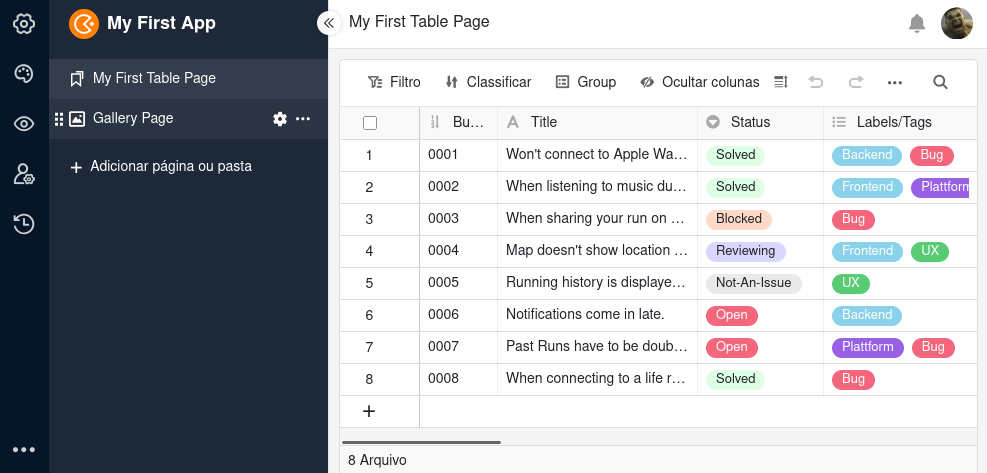 My First App
My First Table Page
My First Table Page
Gallery Page
Adicionar página ou pasta
Filtro Classificar Group Ocultar colunas
Bu... Title Status Labels/Tags
1 0001 Won't connect to Apple Wa... Solved Backend Bug
2 0002 When listening to music du... Solved Frontend Plattform
3 0003 When sharing your run on ... Blocked Bug
4 0004 Map doesn't show location ... Reviewing Frontend UX
5 0005 Running history is displaye... Not-An-Issue UX
6 0006 Notifications come in late. Open Backend
7 0007 Past Runs have to be doub... Open Plattform Bug
8 0008 When connecting to a life r... Solved Bug
8 Arquivo